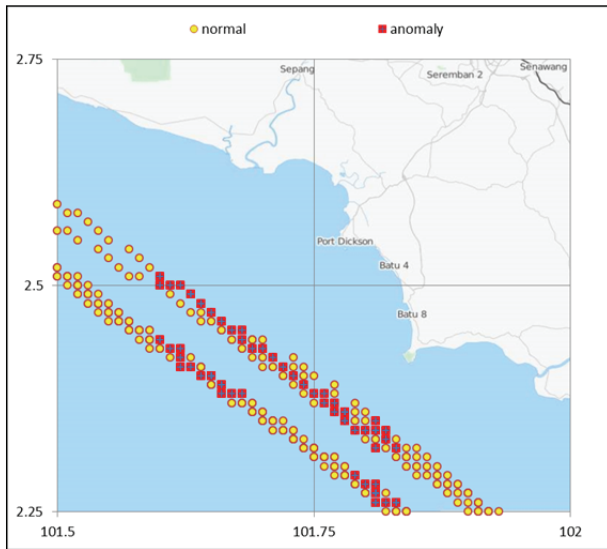 normal anomaly
2.75
Sepang
Senawang
Seremban 2
Port Dickson
Batu 4
2.5
Batu 8
2.25
101.5 101.75 102